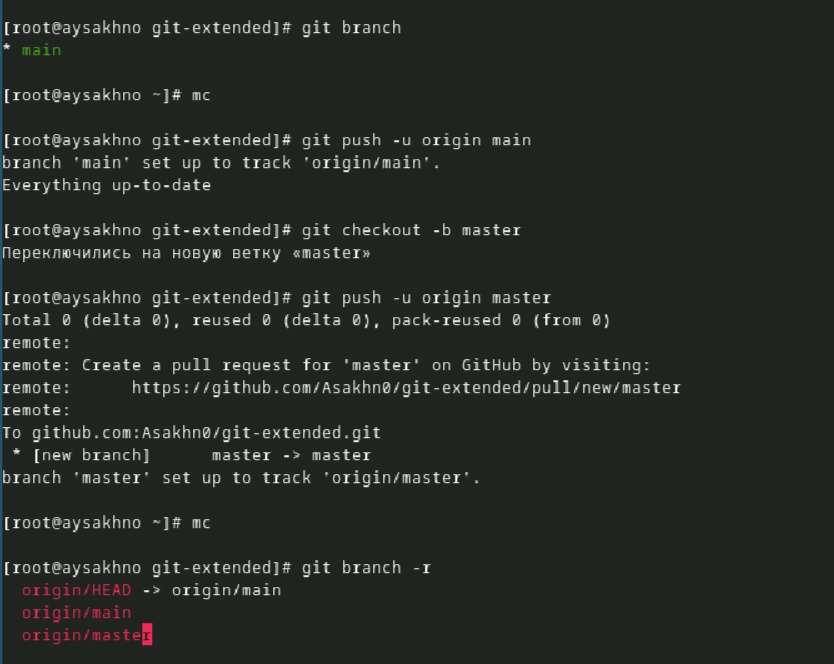 [root@aysakhno git-extended]# git branch
* main
[root@aysakhno ~]# mc
[root@aysakhno git-extended]# git push -u origin main
branch 'main' set up to track 'origin/main'.
Everything up-to-date
[root@aysakhno git-extended]# git checkout -b master
Переключились на новую ветку «master»
[root@aysakhno git-extended]# git push -u origin master
Total 0 (delta 0), reused 0 (delta 0), pack-reused 0 (from 0)
remote:
remote: Create a pull request for 'master' on GitHub by visiting:
remote:      https://github.com/Asakhn0/git-extended/pull/new/master
remote:
To github.com:Asakhn0/git-extended.git
 * [new branch]      master -> master
branch 'master' set up to track 'origin/master'.
[root@aysakhno ~]# mc
[root@aysakhno git-extended]# git branch -r
  origin/HEAD -> origin/main
  origin/main
  origin/master